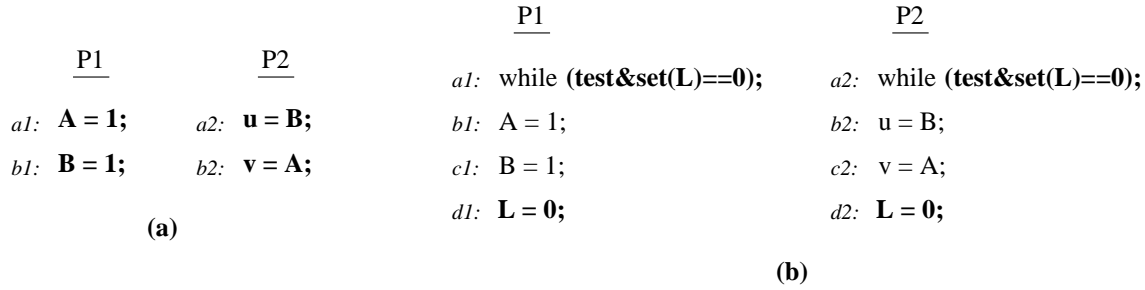 P1 P2
a1: A = 1; a2: u = B;
b1: B = 1; b2: v = A;
(a)
P1 P2
a1: while (test&set(L)==0); a2: while (test&set(L)==0);
b1: A = 1; b2: u = B;
c1: B = 1; c2: v = A;
d1: L = 0; d2: L = 0;
(b)